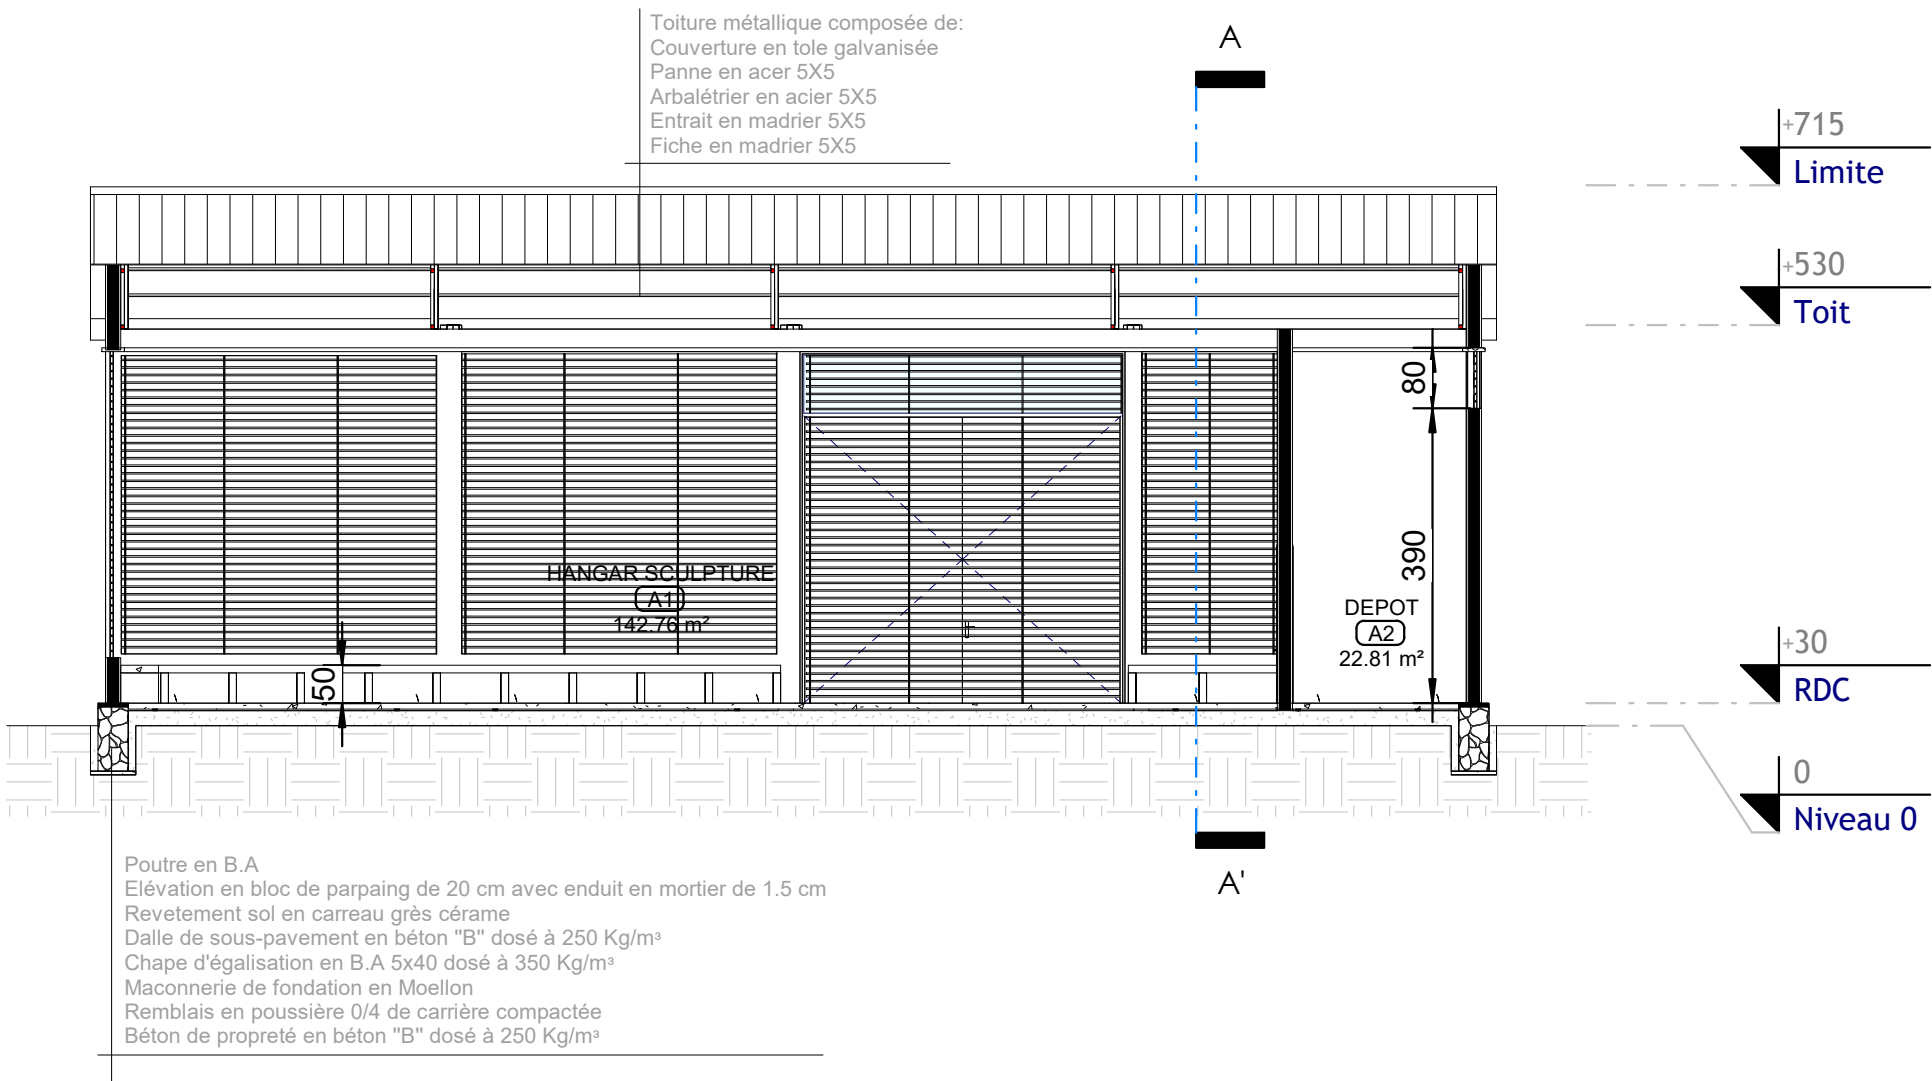 Toiture métallique composée de:
Couverture en tole galvanisée
Panne en acer 5X5
Arbalétrier en acier 5X5
Entrait en madrier 5X5
Fiche en madrier 5X5
A
+715
Limite
+530
Toit
80
390
HANGAR SCULPTURE
A1
142.76 m²
DEPOT
A2
22.81 m²
50
+30
RDC
0
Niveau 0
A'
Poutre en B.A
Elévation en bloc de parpaing de 20 cm avec enduit en mortier de 1.5 cm
Revetement sol en carreau grès cérame
Dalle de sous-pavement en béton "B" dosé à 250 Kg/m³
Chape d'égalisation en B.A 5x40 dosé à 350 Kg/m³
Maconnerie de fondation en Moellon
Remblais en poussière 0/4 de carrière compactée
Béton de propreté en béton "B" dosé à 250 Kg/m³